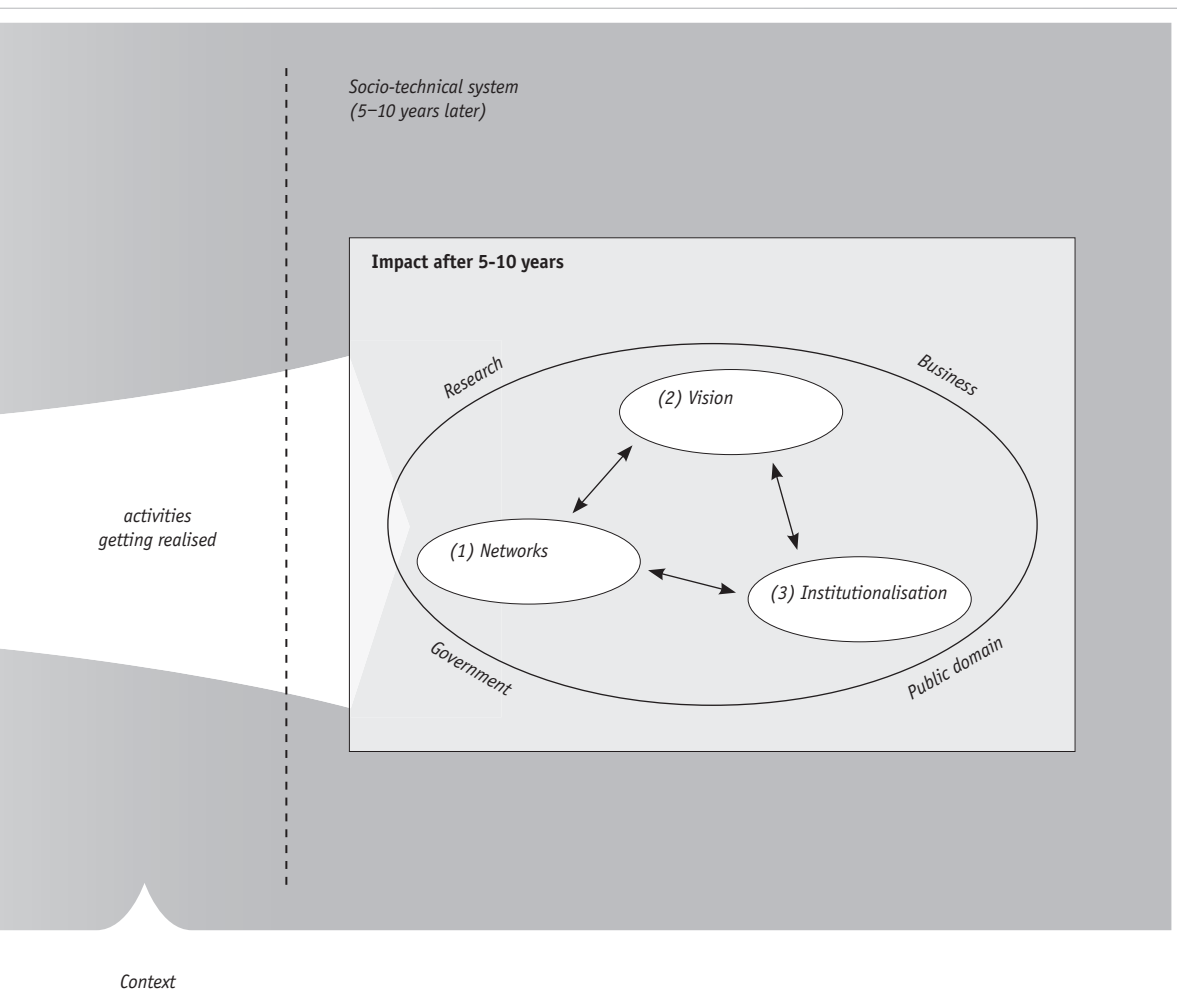 Socio-technical system
(5–10 years later)
Impact after 5-10 years
Research
Business
(2) Vision
activities
getting realised
(1) Networks
(3) Institutionalisation
Government
Public domain
Context